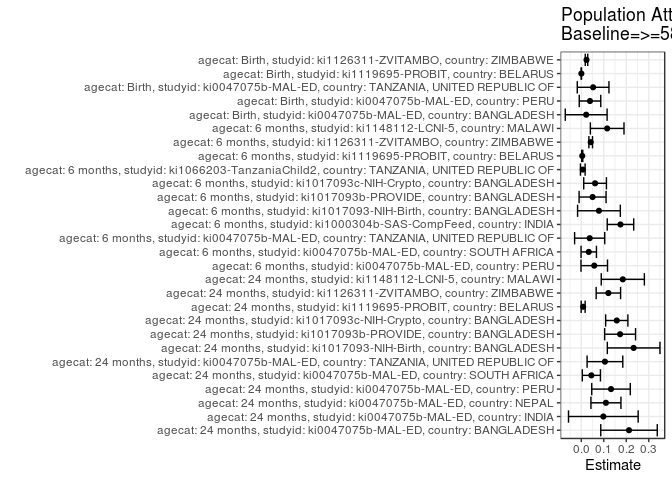 Population Att
Baseline=>=58
agecat: Birth, studyid: ki1126311-ZVITAMBO, country: ZIMBABWE
agecat: Birth, studyid: ki1119695-PROBIT, country: BELARUS
agecat: Birth, studyid: ki0047075b-MAL-ED, country: TANZANIA, UNITED REPUBLIC OF
agecat: Birth, studyid: ki0047075b-MAL-ED, country: PERU
agecat: Birth, studyid: ki0047075b-MAL-ED, country: BANGLADESH
agecat: 6 months, studyid: ki1148112-LCNI-5, country: MALAWI
agecat: 6 months, studyid: ki1126311-ZVITAMBO, country: ZIMBABWE
agecat: 6 months, studyid: ki1119695-PROBIT, country: BELARUS
agecat: 6 months, studyid: ki1066203-TanzaniaChild2, country: TANZANIA, UNITED REPUBLIC OF
agecat: 6 months, studyid: ki1017093c-NIH-Crypto, country: BANGLADESH
agecat: 6 months, studyid: ki1017093b-PROVIDE, country: BANGLADESH
agecat: 6 months, studyid: ki1017093-NIH-Birth, country: BANGLADESH
agecat: 6 months, studyid: ki1000304b-SAS-CompFeed, country: INDIA
agecat: 6 months, studyid: ki0047075b-MAL-ED, country: TANZANIA, UNITED REPUBLIC OF
agecat: 6 months, studyid: ki0047075b-MAL-ED, country: SOUTH AFRICA
agecat: 6 months, studyid: ki0047075b-MAL-ED, country: PERU
agecat: 24 months, studyid: ki1148112-LCNI-5, country: MALAWI
agecat: 24 months, studyid: ki1126311-ZVITAMBO, country: ZIMBABWE
agecat: 24 months, studyid: ki1119695-PROBIT, country: BELARUS
agecat: 24 months, studyid: ki1017093c-NIH-Crypto, country: BANGLADESH
agecat: 24 months, studyid: ki1017093b-PROVIDE, country: BANGLADESH
agecat: 24 months, studyid: ki1017093-NIH-Birth, country: BANGLADESH
agecat: 24 months, studyid: ki0047075b-MAL-ED, country: TANZANIA, UNITED REPUBLIC OF
agecat: 24 months, studyid: ki0047075b-MAL-ED, country: SOUTH AFRICA
agecat: 24 months, studyid: ki0047075b-MAL-ED, country: PERU
agecat: 24 months, studyid: ki0047075b-MAL-ED, country: NEPAL
agecat: 24 months, studyid: ki0047075b-MAL-ED, country: INDIA
agecat: 24 months, studyid: ki0047075b-MAL-ED, country: BANGLADESH
0.0 0.1 0.2 0.3
Estimate